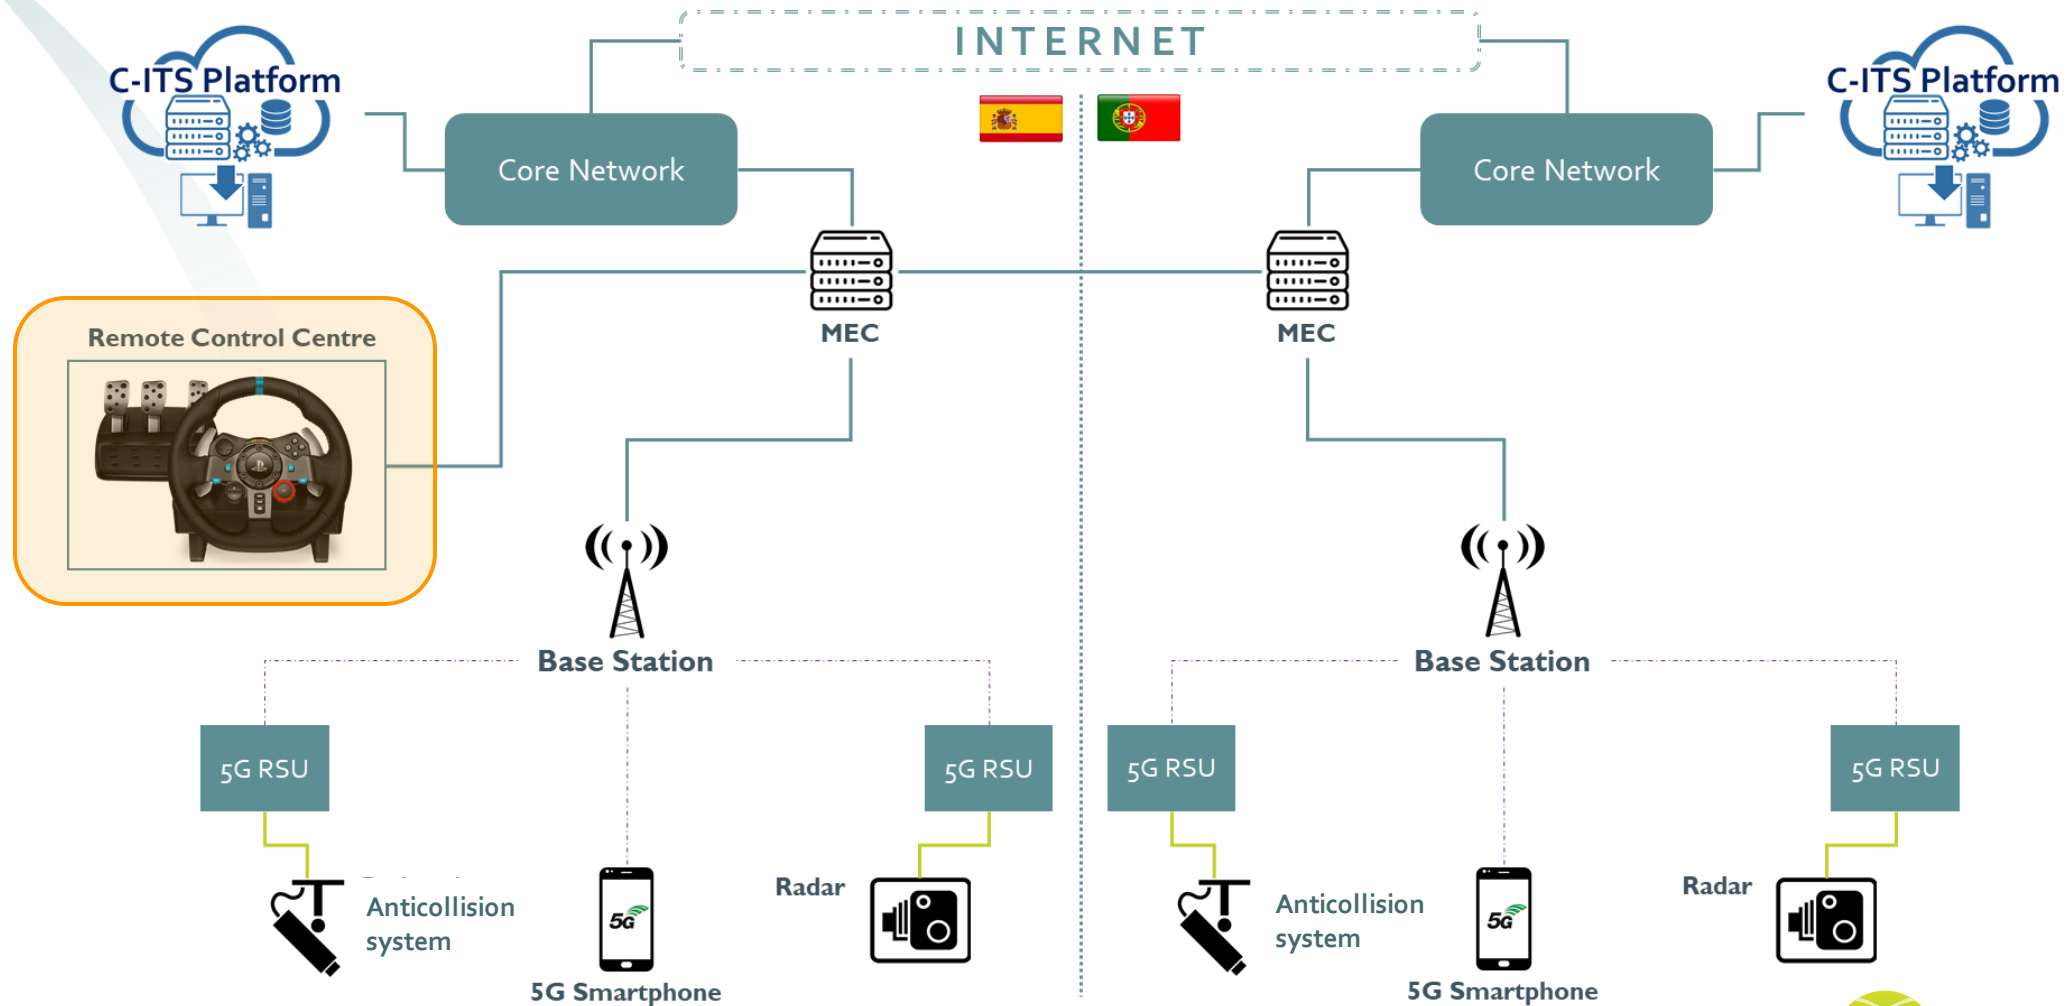 INTERNET
C-ITS Platform
C-ITS Platform
Core Network
Core Network
MEC
MEC
Remote Control Centre
Base Station
Base Station
5G RSU
5G RSU
5G RSU
5G RSU
Anticollision
system
5G
5G Smartphone
Radar
Anticollision
system
5G
5G Smartphone
Radar